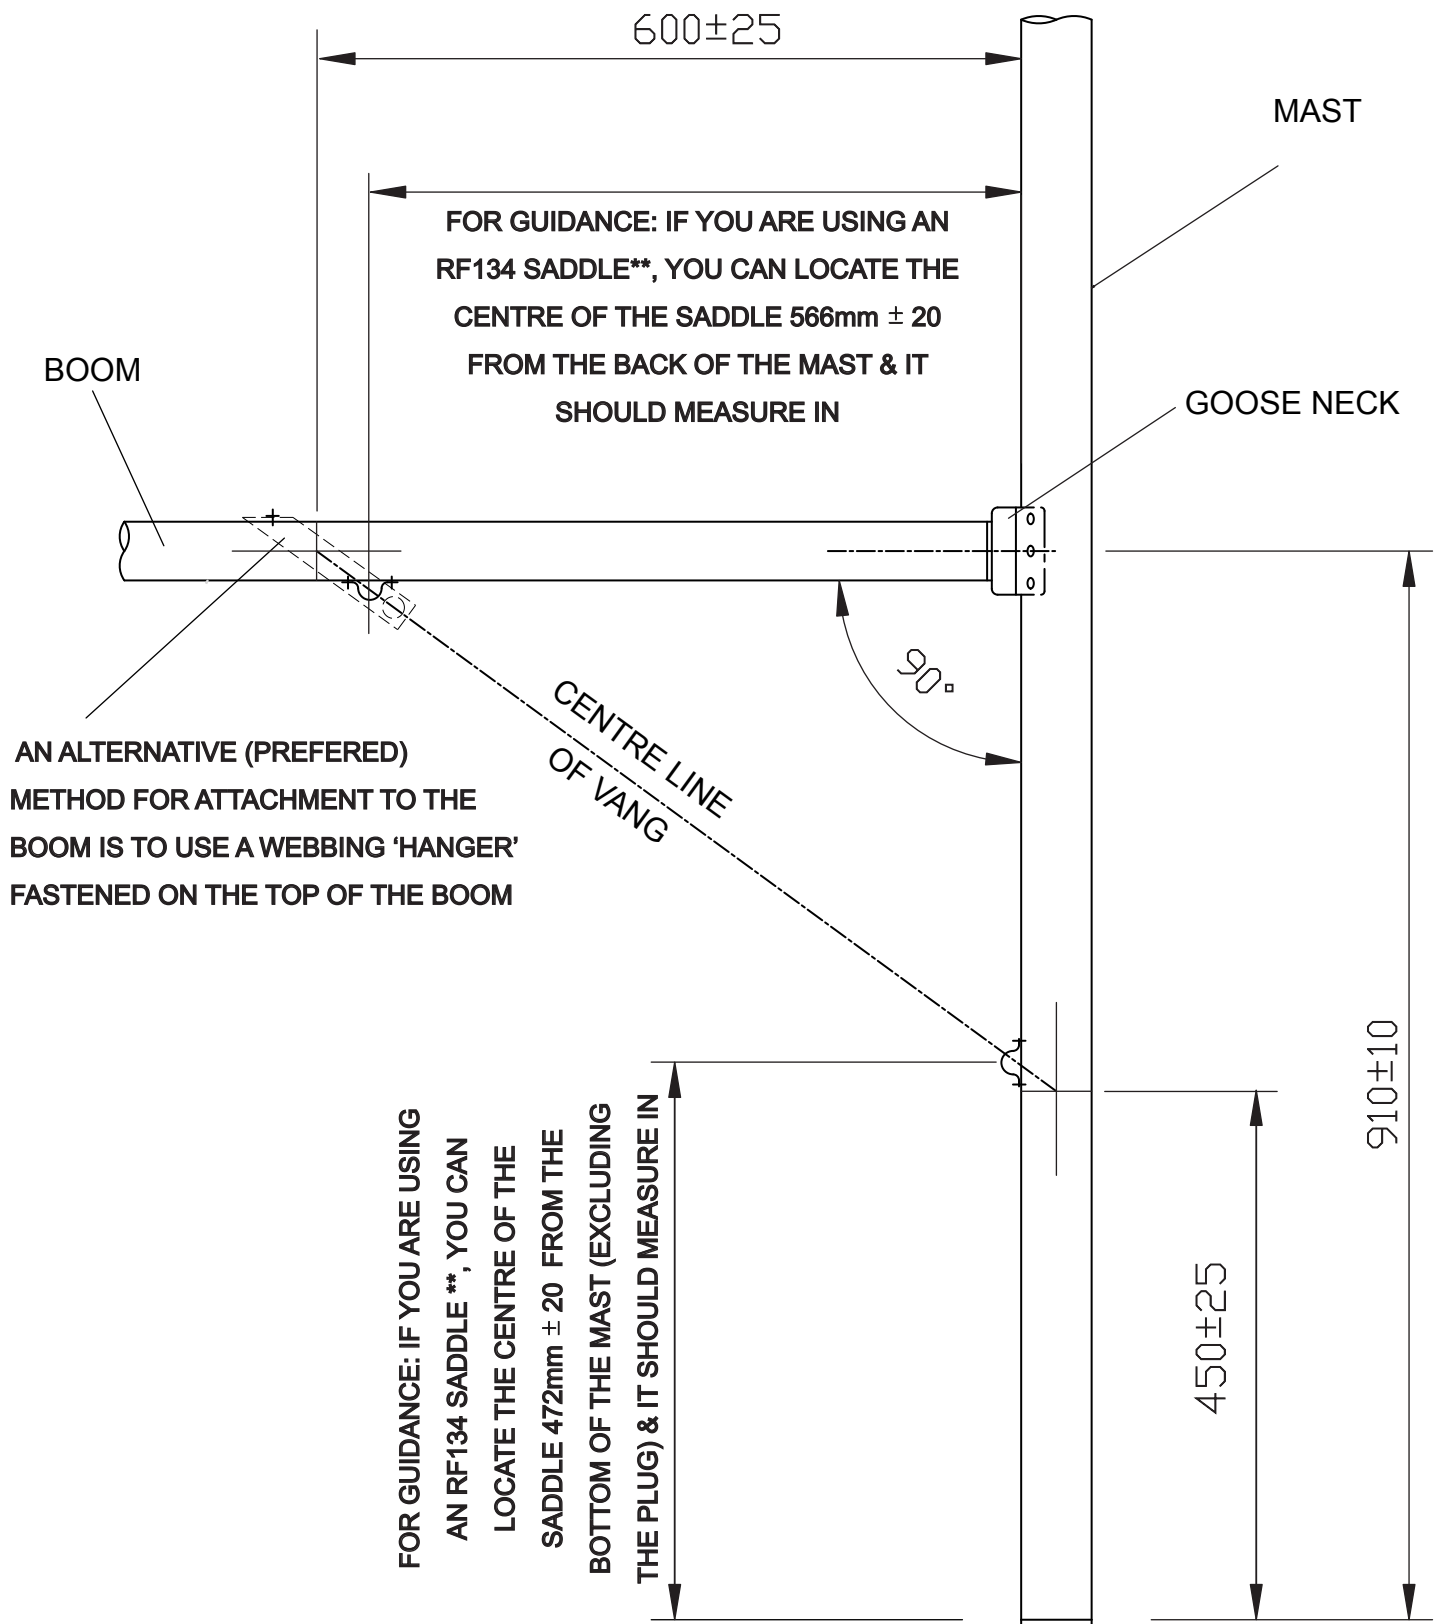 600±25
MAST
FOR GUIDANCE: IF YOU ARE USING AN
RF134 SADDLE**, YOU CAN LOCATE THE
CENTRE OF THE SADDLE 566mm ± 20
FROM THE BACK OF THE MAST & IT
SHOULD MEASURE IN
BOOM
GOOSE NECK
90°
CENTRE LINE
OF VANG
AN ALTERNATIVE (PREFERED)
METHOD FOR ATTACHMENT TO THE
BOOM IS TO USE A WEBBING ‘HANGER’
FASTENED ON THE TOP OF THE BOOM
FOR GUIDANCE: IF YOU ARE USING
AN RF134 SADDLE **, YOU CAN
LOCATE THE CENTRE OF THE
SADDLE 472mm ± 20 FROM THE
BOTTOM OF THE MAST (EXCLUDING
THE PLUG) & IT SHOULD MEASURE IN
450±25
910±10